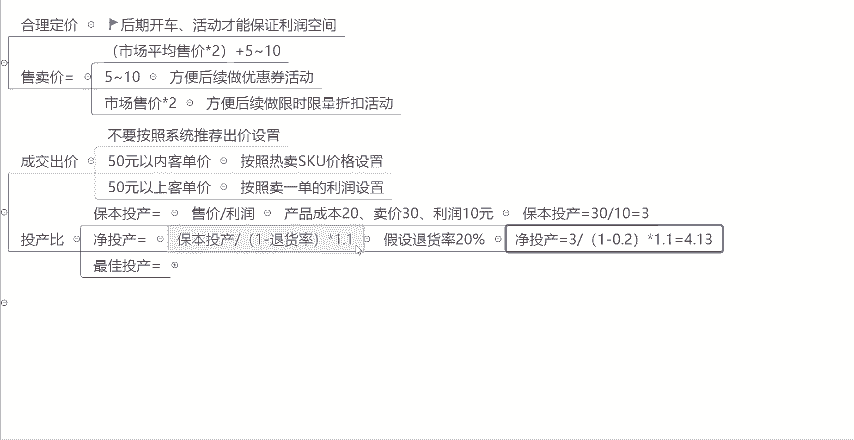 合理定价 后期开车、活动才能保证利润空间
（市场平均售价*2）+5~10
售卖价= 5~10 方便后续做优惠券活动
市场售价*2 方便后续做限时限量折扣活动
不要按照系统推荐出价设置
成交出价 50元以内客单价 按照热卖SKU价格设置
50元以上客单价 按照卖一单的利润设置
保本投产= 售价/利润 产品成本20、卖价30、利润10元 保本投产=30/10=3
投产比 净投产= 保本投产/（1-退货率）*1.1 假设退货率20% 净投产=3/（1-0.2）*1.1=4.13
最佳投产=